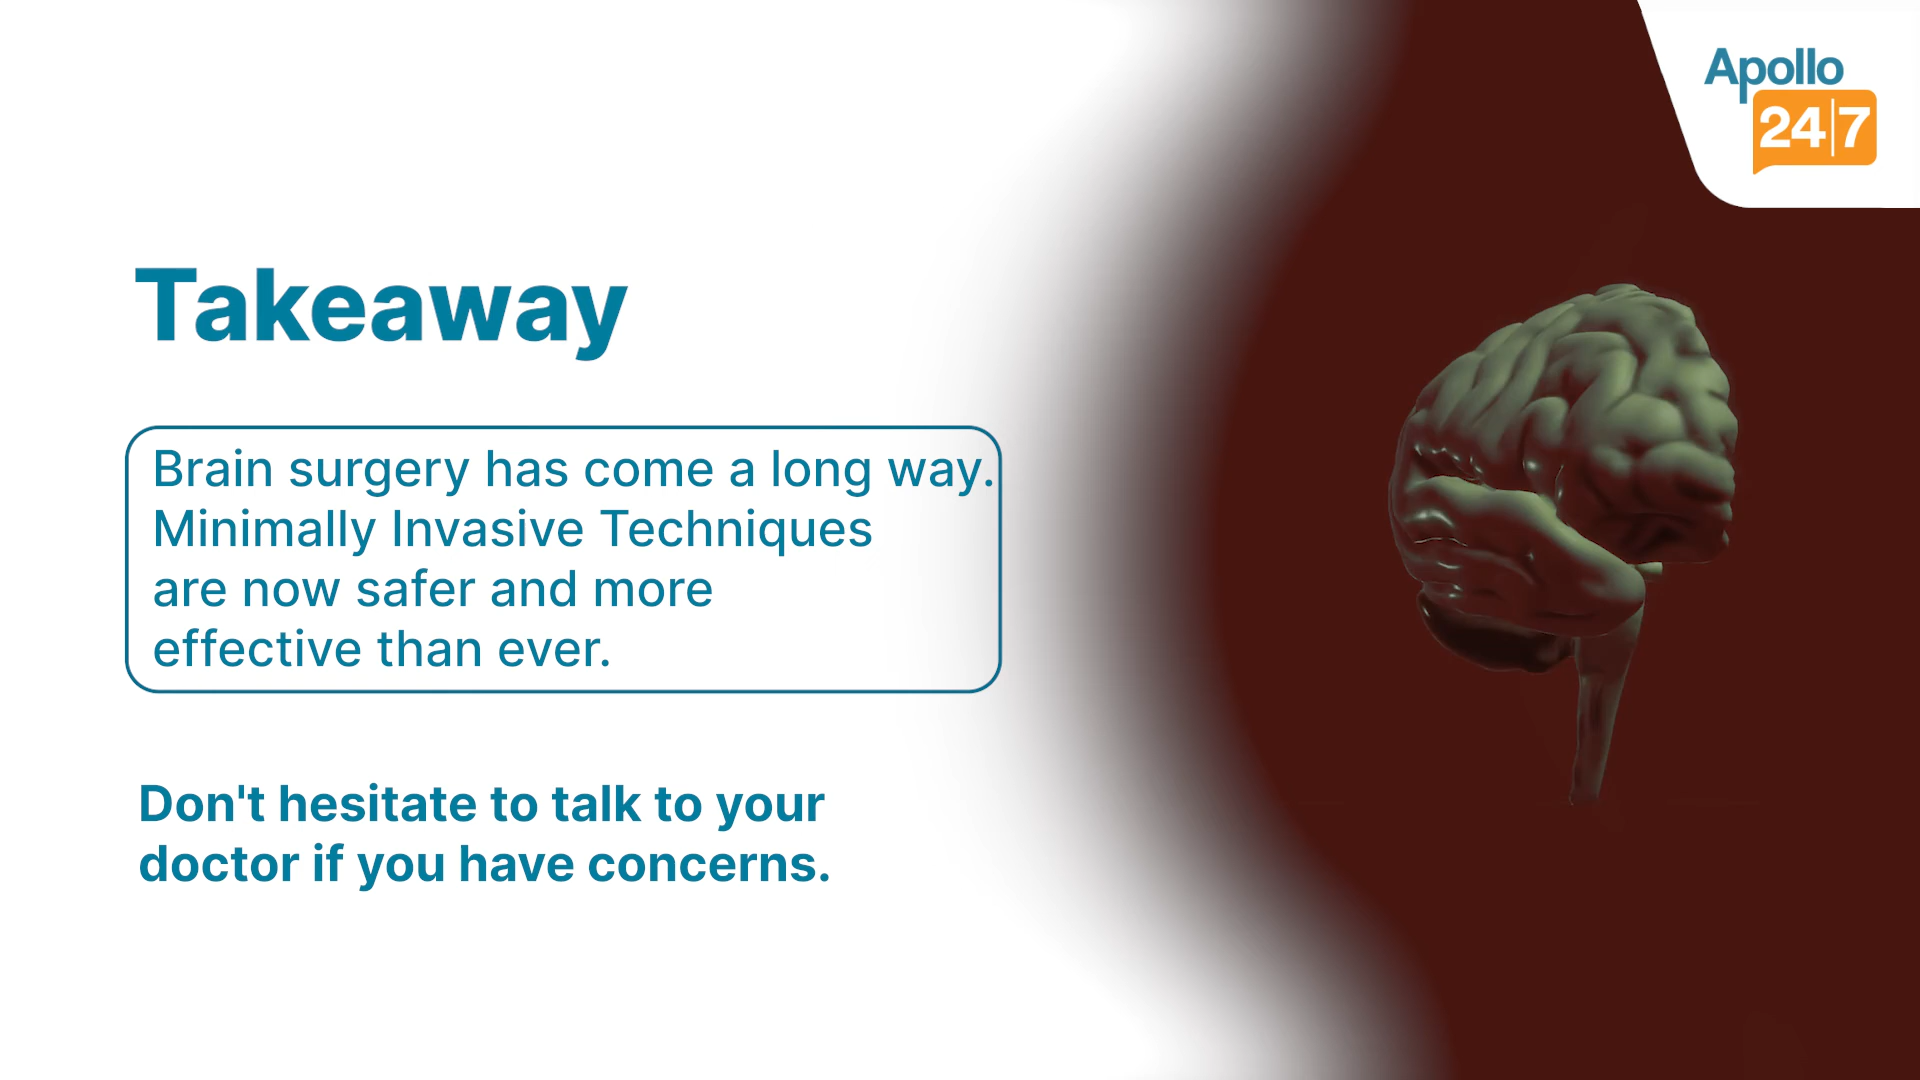 Apollo
24|7
Takeaway
Brain surgery has come a long way.
Minimally Invasive Techniques
are now safer and more
effective than ever.
Don't hesitate to talk to your
doctor if you have concerns.